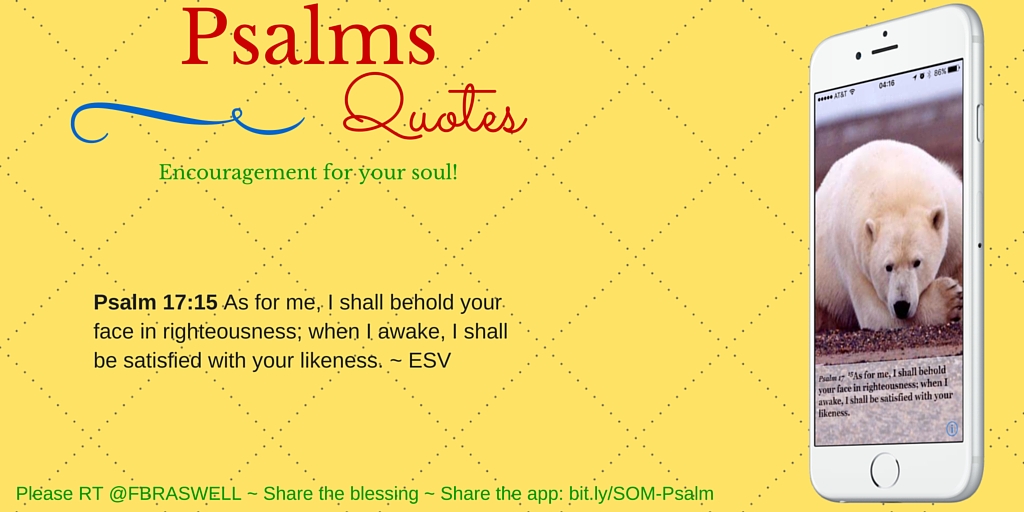 Psalms
Quotes
Encouragement for your soul!
Psalm 17:15 As for me, I shall behold your
face in righteousness; when I awake, I shall
be satisfied with your likeness. ~ ESV
Please RT @FBRASWELL ~ Share the blessing ~ Share the app: bit.ly/SOM-Psalm
AT&T 04:16 86%
Psalm 17 15 As for me, I shall behold
your face in righteousness; when I
awake, I shall be satisfied with your
likeness.